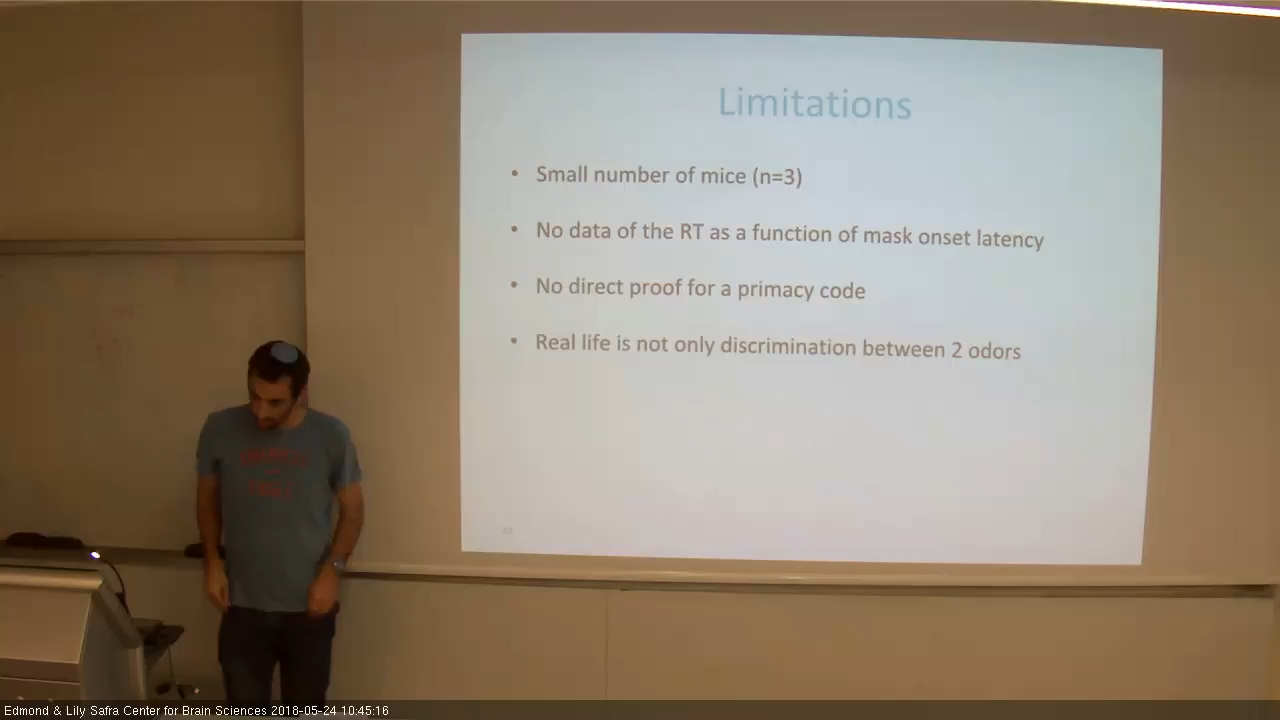 Limitations
• Small number of mice (n=3)
• No data of the RT as a function of mask onset latency
• No direct proof for a primacy code
• Real life is not only discrimination between 2 odors
Edmond & Lily Safra Center for Brain Sciences 2018-05-24 10:45:16